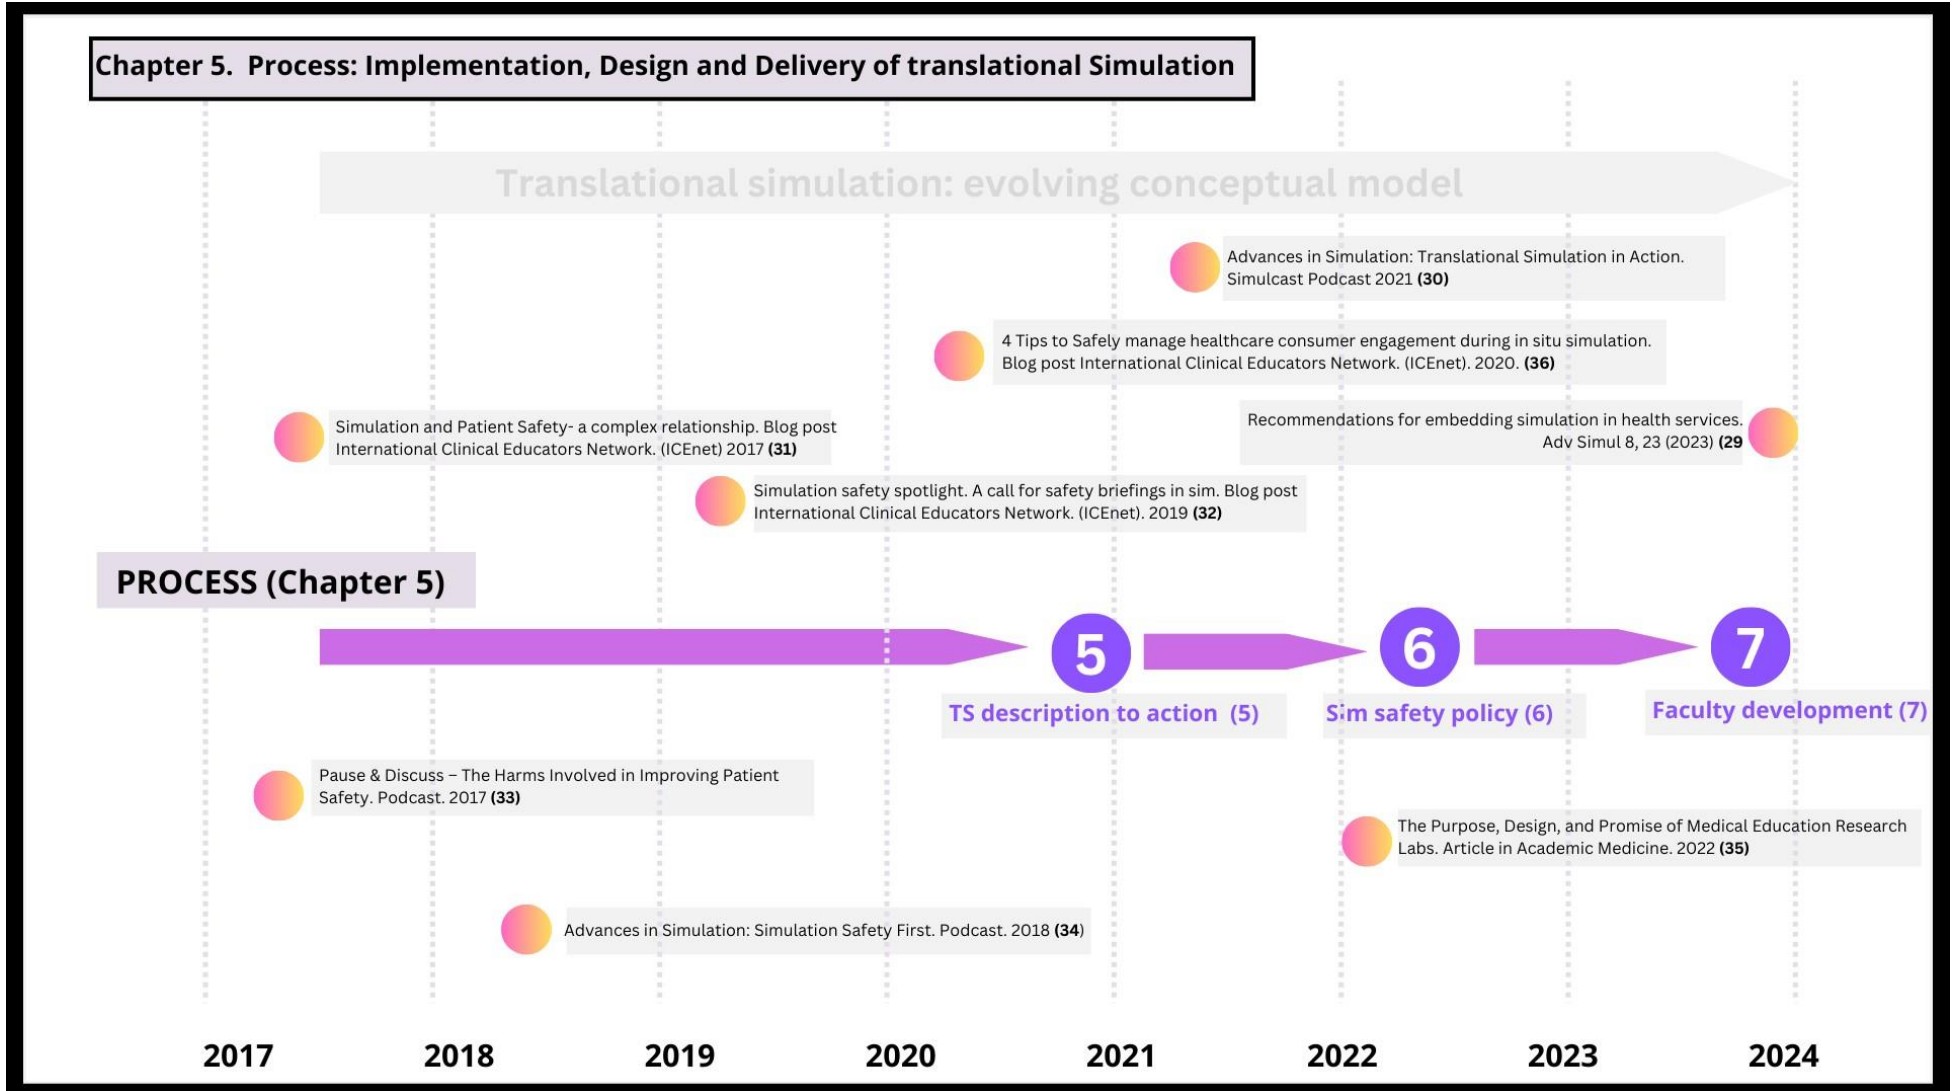 Chapter 5. Process: Implementation, Design and Delivery of translational Simulation
Translational simulation: evolving conceptual model
Advances in Simulation: Translational Simulation in Action.
Simulcast Podcast 2021 (30)
4 Tips to Safely manage healthcare consumer engagement during in situ simulation.
Blog post International Clinical Educators Network. (ICEnet). 2020. (36)
Simulation and Patient Safety- a complex relationship. Blog post
International Clinical Educators Network. (ICEnet) 2017 (31)
Recommendations for embedding simulation in health services.
Adv Simul 8, 23 (2023) (29
Simulation safety spotlight. A call for safety briefings in sim. Blog post
International Clinical Educators Network. (ICEnet). 2019 (32)
PROCESS (Chapter 5)
5
6
7
TS description to action (5)
Sim safety policy (6)
Faculty development (7)
Pause & Discuss – The Harms Involved in Improving Patient
Safety. Podcast. 2017 (33)
The Purpose, Design, and Promise of Medical Education Research
Labs. Article in Academic Medicine. 2022 (35)
Advances in Simulation: Simulation Safety First. Podcast. 2018 (34)
2017 2018 2019 2020 2021 2022 2023 2024